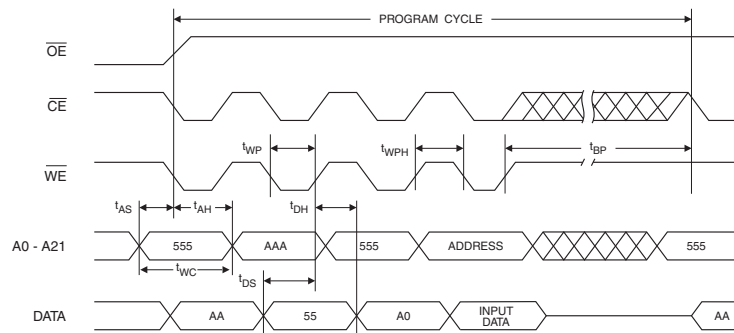 PROGRAM CYCLE
OE
CE
tWP
tWPH
tBP
WE
tAS
tAH
tDH
A0 - A21
555
AAA
555
ADDRESS
555
tWC
tDS
DATA
AA
55
A0
INPUT
DATA
AA